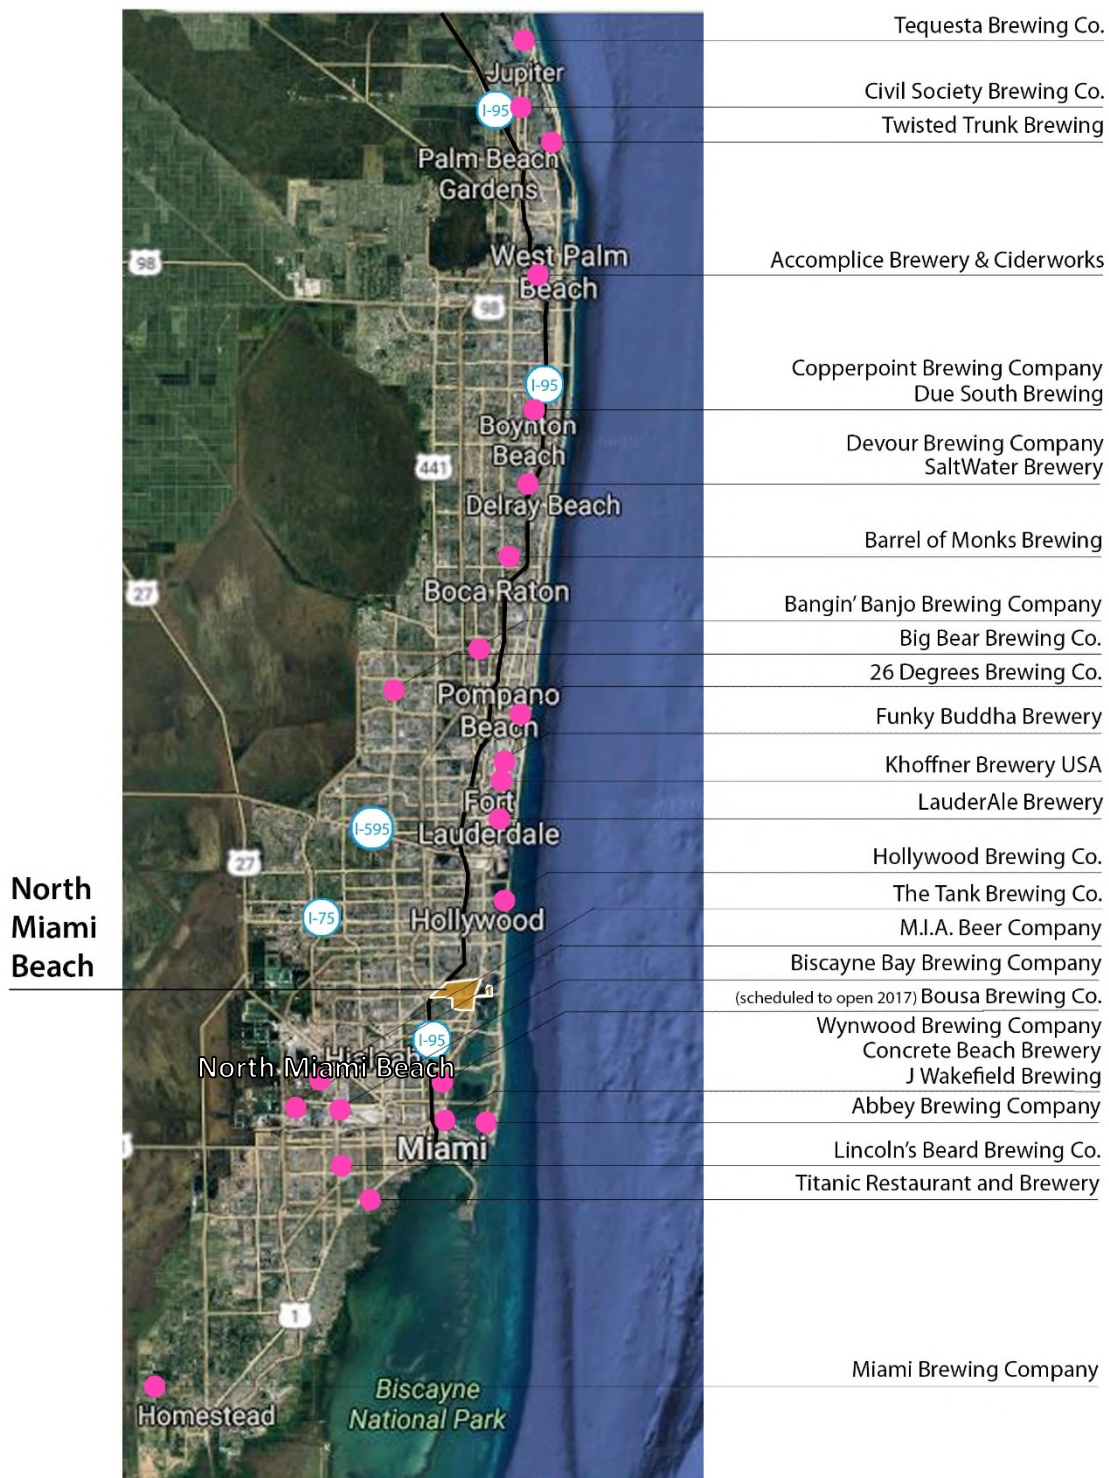 Tequesta Brewing Co.
Jupiter
Civil Society Brewing Co.
I-95
Twisted Trunk Brewing
Palm Beach
Gardens
98
West Palm
Beach
Accomplice Brewery & Ciderworks
98
Copperpoint Brewing Company
I-95
Due South Brewing
Boynton
Beach
Devour Brewing Company
SaltWater Brewery
441
Delray Beach
Barrel of Monks Brewing
27
Boca Raton
Bangin' Banjo Brewing Company
Big Bear Brewing Co.
26 Degrees Brewing Co.
Pompano
Beach
Funky Buddha Brewery
Khoffner Brewery USA
LauderAle Brewery
Fort
Lauderdale
I-595
27
Hollywood Brewing Co.
North
Miami
Beach
The Tank Brewing Co.
I-75
Hollywood
M.I.A. Beer Company
Biscayne Bay Brewing Company
(scheduled to open 2017) Bousa Brewing Co.
1
Wynwood Brewing Company
I-95
Concrete Beach Brewery
North Miami Beach
J Wakefield Brewing
Abbey Brewing Company
Miami
Lincoln's Beard Brewing Co.
Titanic Restaurant and Brewery
1
Miami Brewing Company
Biscayne
National Park
Homestead